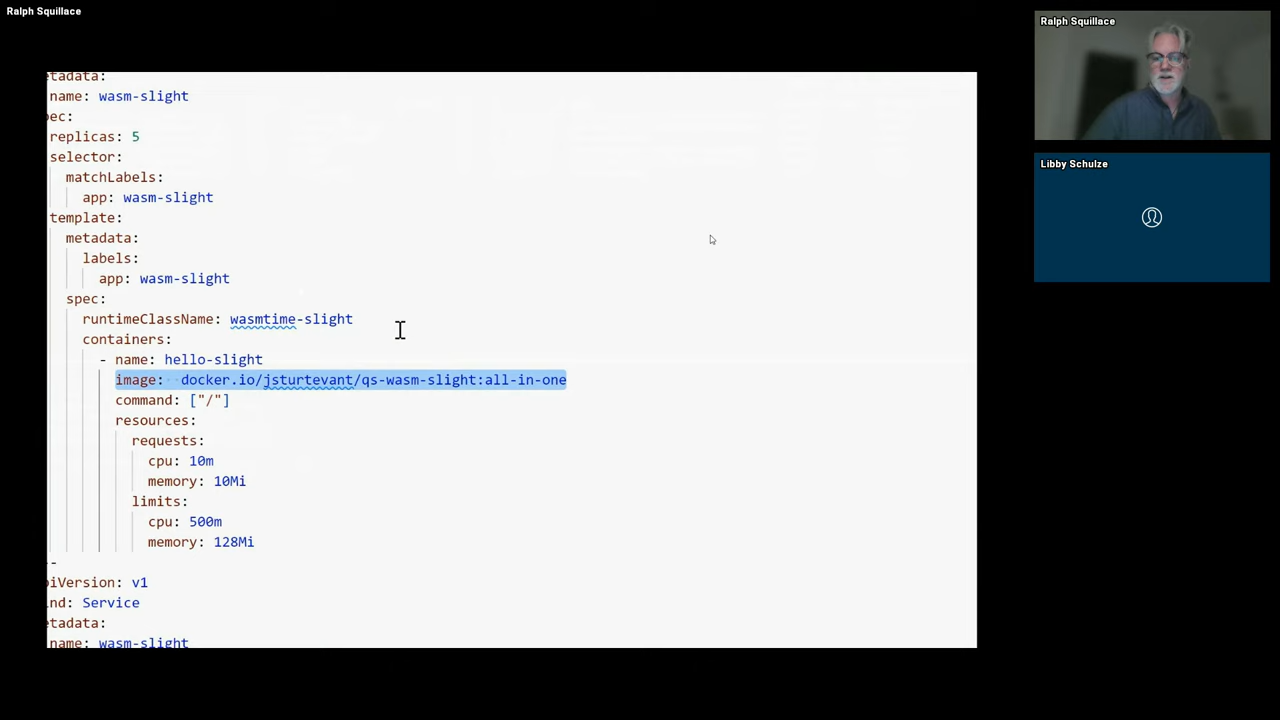 Ralph Squillace
Ralph Squillace
Libby Schulze
etadata:
name: wasm-slight
ec:
replicas: 5
selector:
matchLabels:
app: wasm-slight
template:
metadata:
labels:
app: wasm-slight
spec:
runtimeClassName: wasmtime-slight
containers:
- name: hello-slight
image:  docker.io/jsturtevant/qs-wasm-slight:all-in-one
command: ["/"]
resources:
requests:
cpu: 10m
memory: 10Mi
limits:
cpu: 500m
memory: 128Mi
--
piVersion: v1
ind: Service
etadata:
name: wasm-slight